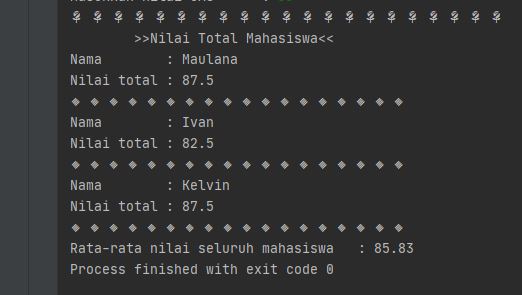 >>Nilai Total Mahasiswa<<
Nama : Maulana
Nilai total : 87.5
Nama : Ivan
Nilai total : 82.5
Nama : Kelvin
Nilai total : 87.5
Rata-rata nilai seluruh mahasiswa : 85.83
Process finished with exit code 0